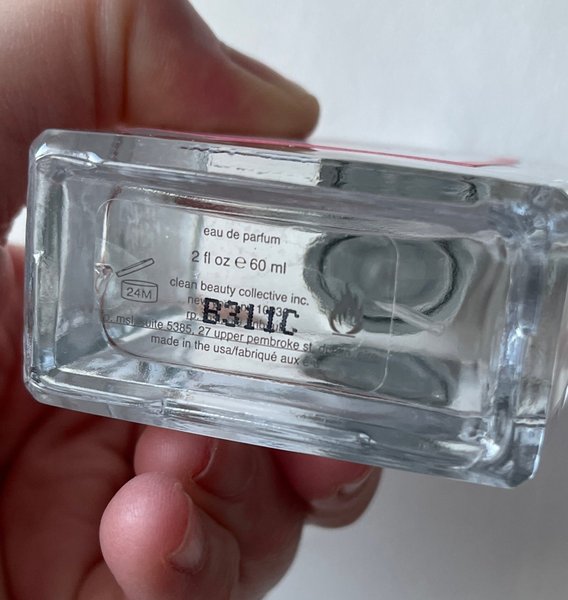 eau de parfum
2 fl oz ℮ 60 ml
24M
clean beauty collective inc.
B311C
suite 5385, 27 upper pembroke st
made in the usa/fabriqué aux